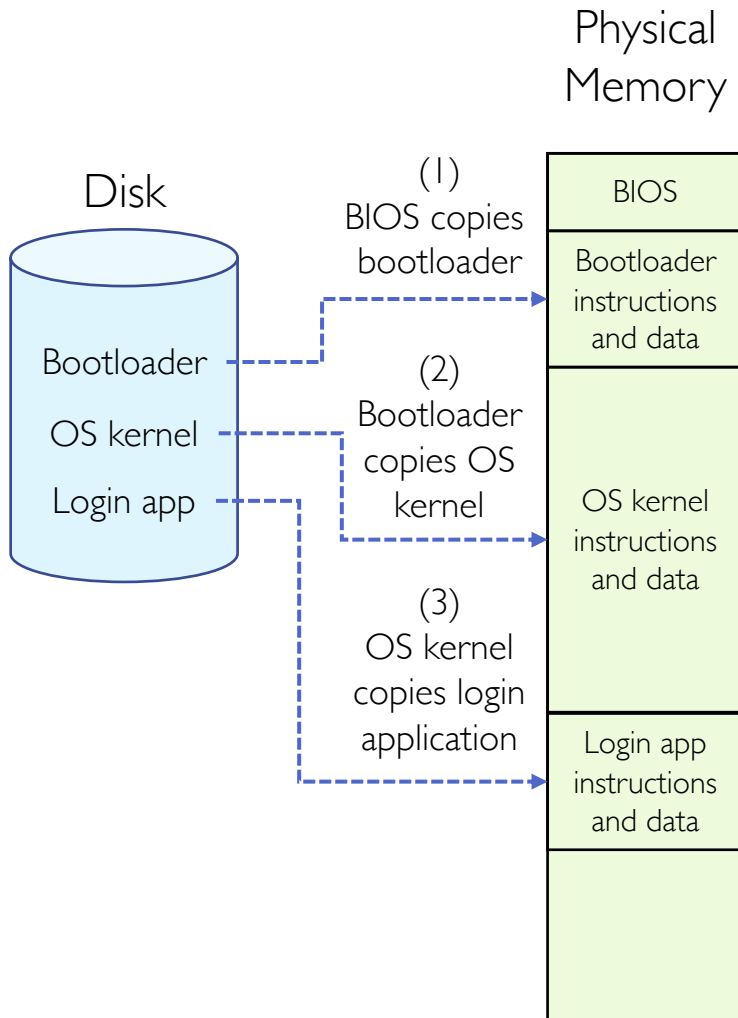 Physical
Memory
Disk
Bootloader
OS kernel
Login app
(1)
BIOS copies
bootloader
(2)
Bootloader
copies OS
kernel
(3)
OS kernel
copies login
application
BIOS
Bootloader
instructions
and data
OS kernel
instructions
and data
Login app
instructions
and data